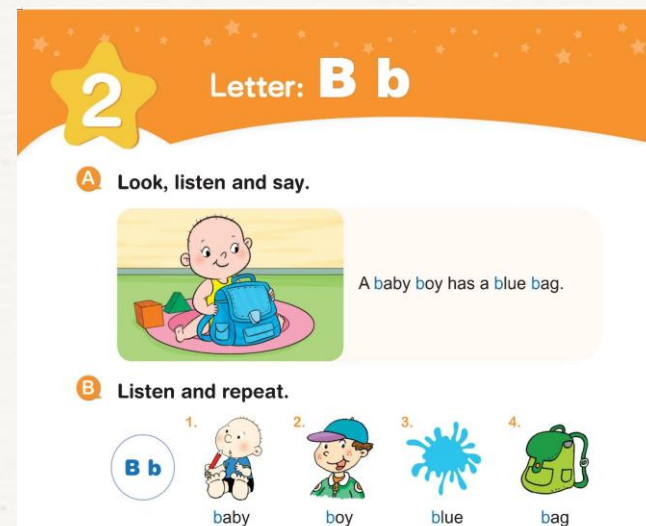 2
Letter: B b
A Look, listen and say.
A baby boy has a blue bag.
B Listen and repeat.
B b
1. 2. 3. 4.
baby boy blue bag